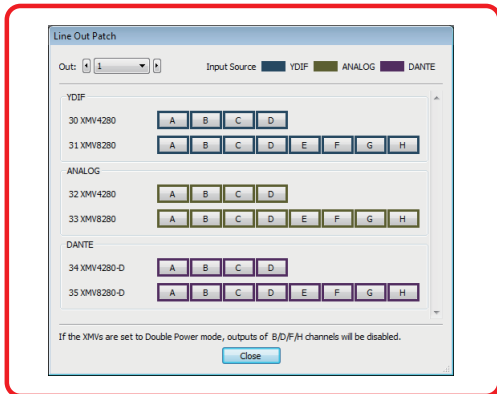 Line Out Patch
Out: 1 Input Source YDIF ANALOG DANTE
YDIF
30 XMV4280 A B C D
31 XMV8280 A B C D E F G H
ANALOG
32 XMV4280 A B C D
33 XMV8280 A B C D E F G H
DANTE
34 XMV4280-D A B C D
35 XMV8280-D A B C D E F G H
If the XMVs are set to Double Power mode, outputs of B/D/F/H channels will be disabled.
Close